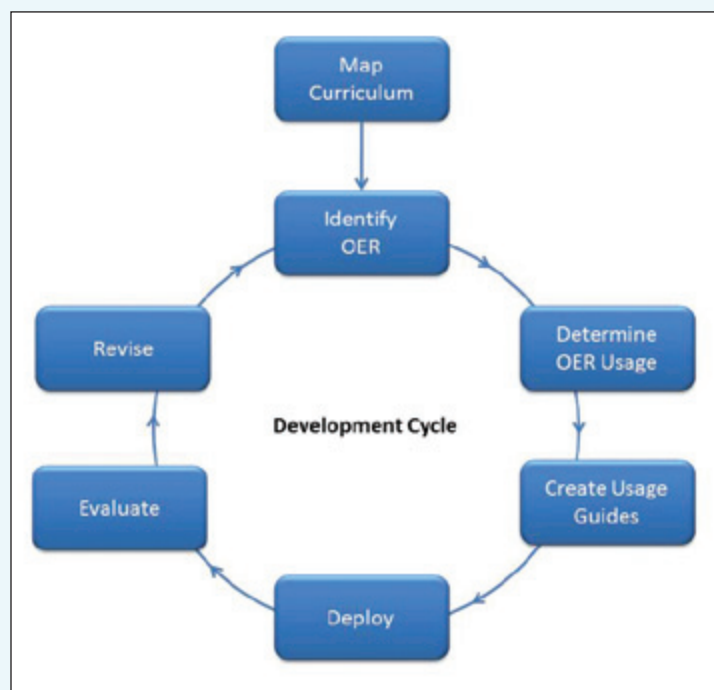 Map
Curriculum
Identify
OER
Determine
OER Usage
Create Usage
Guides
Deploy
Evaluate
Revise
Development Cycle